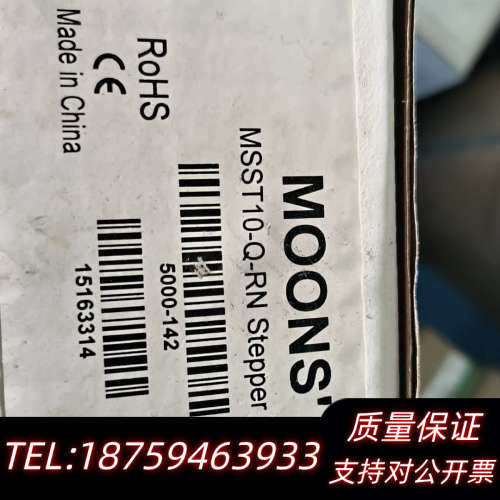 MOONS'
MSST10-Q-RN Stepper
5000-142
15163314
RoHS
CE
Made in China
TEL:18759463933
质量保证
支持对公开票